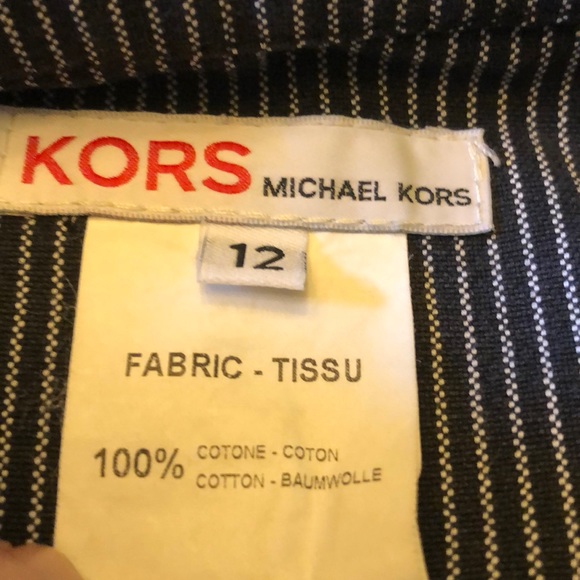 KORS MICHAEL KORS
12
FABRIC - TISSU
100% COTONE - COTON
COTTON - BAUMWOLLE